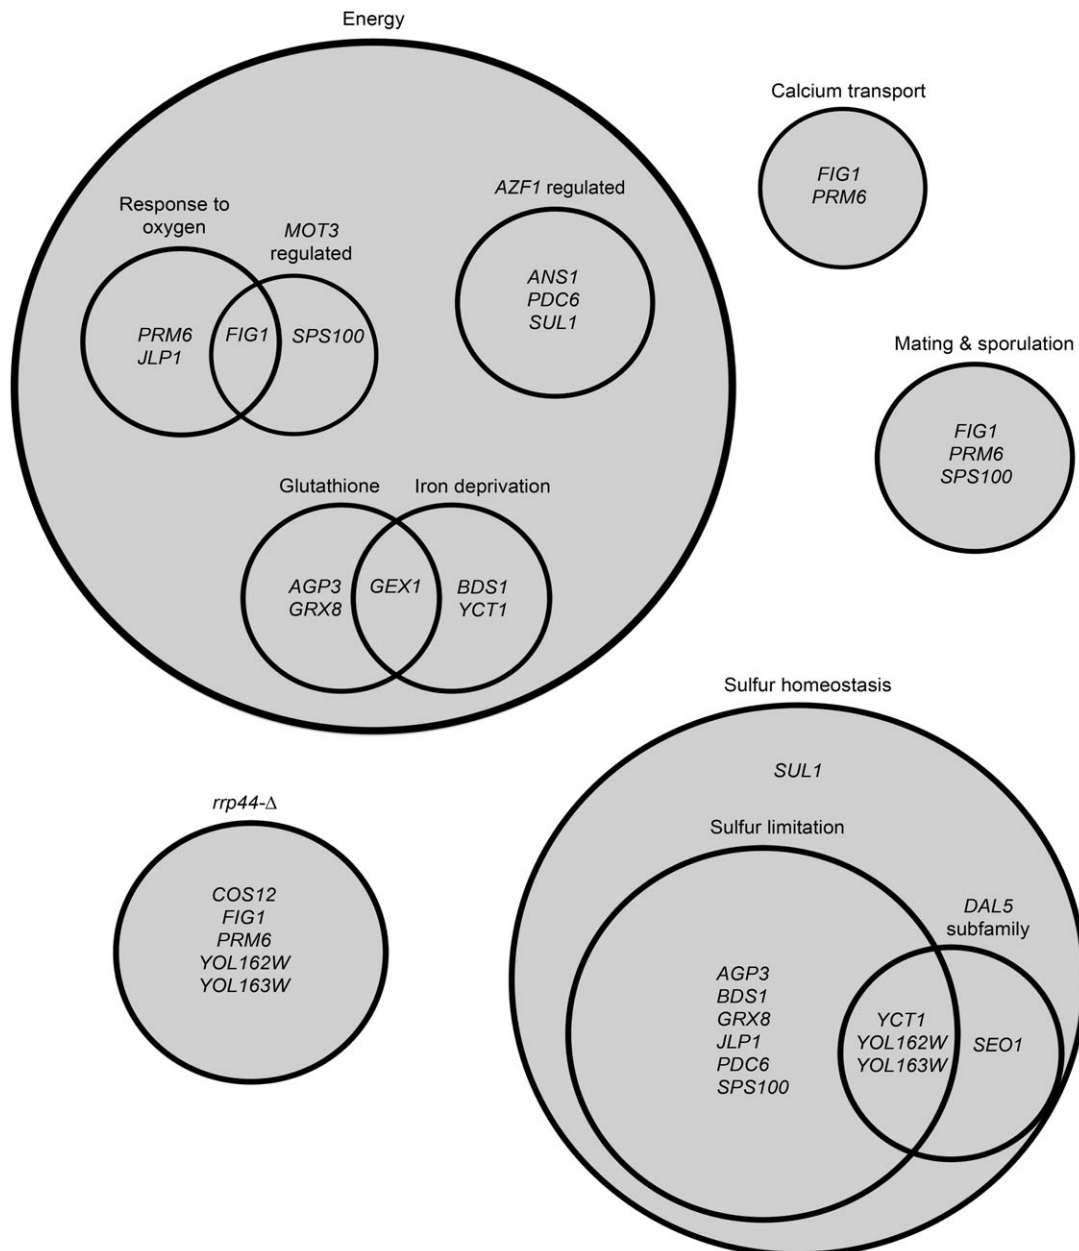 Energy
Calcium transport
FIG1
PRM6
AZF1 regulated
ANS1
PDC6
SUL1
Response to
oxygen
MOT3
regulated
PRM6
JLP1
FIG1
SPS100
Mating & sporulation
FIG1
PRM6
SPS100
Glutathione
Iron deprivation
AGP3
GRX8
GEX1
BDS1
YCT1
Sulfur homeostasis
SUL1
Sulfur limitation
DAL5
subfamily
AGP3
BDS1
GRX8
JLP1
PDC6
SPS100
YCT1
YOL162W
YOL163W
SEO1
rrp44-Δ
COS12
FIG1
PRM6
YOL162W
YOL163W